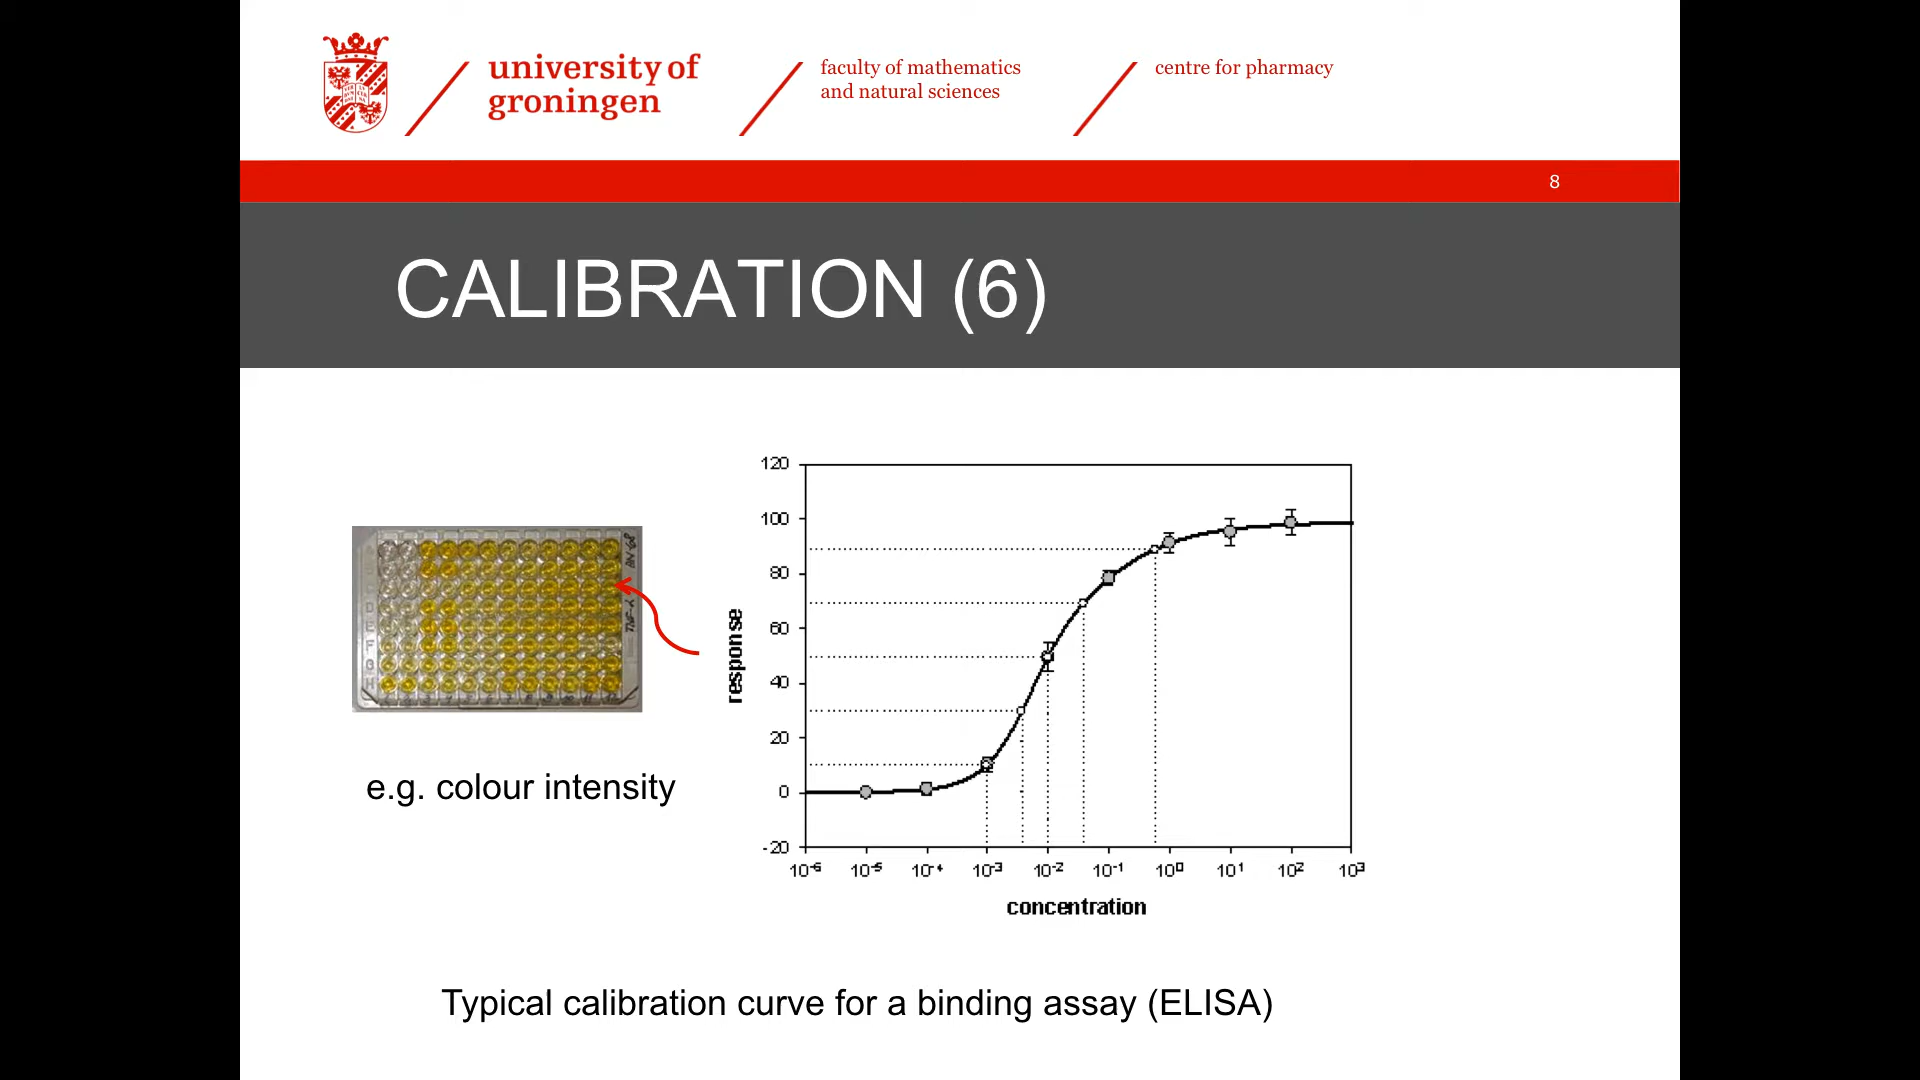 university of
groningen
faculty of mathematics
and natural sciences
centre for pharmacy
8
CALIBRATION (6)
120
100
80
60
40
20
0
-20
response
10⁻⁶ 10⁻⁵ 10⁻⁴ 10⁻³ 10⁻² 10⁻¹ 10⁰ 10¹ 10² 10³
concentration
e.g. colour intensity
Typical calibration curve for a binding assay (ELISA)